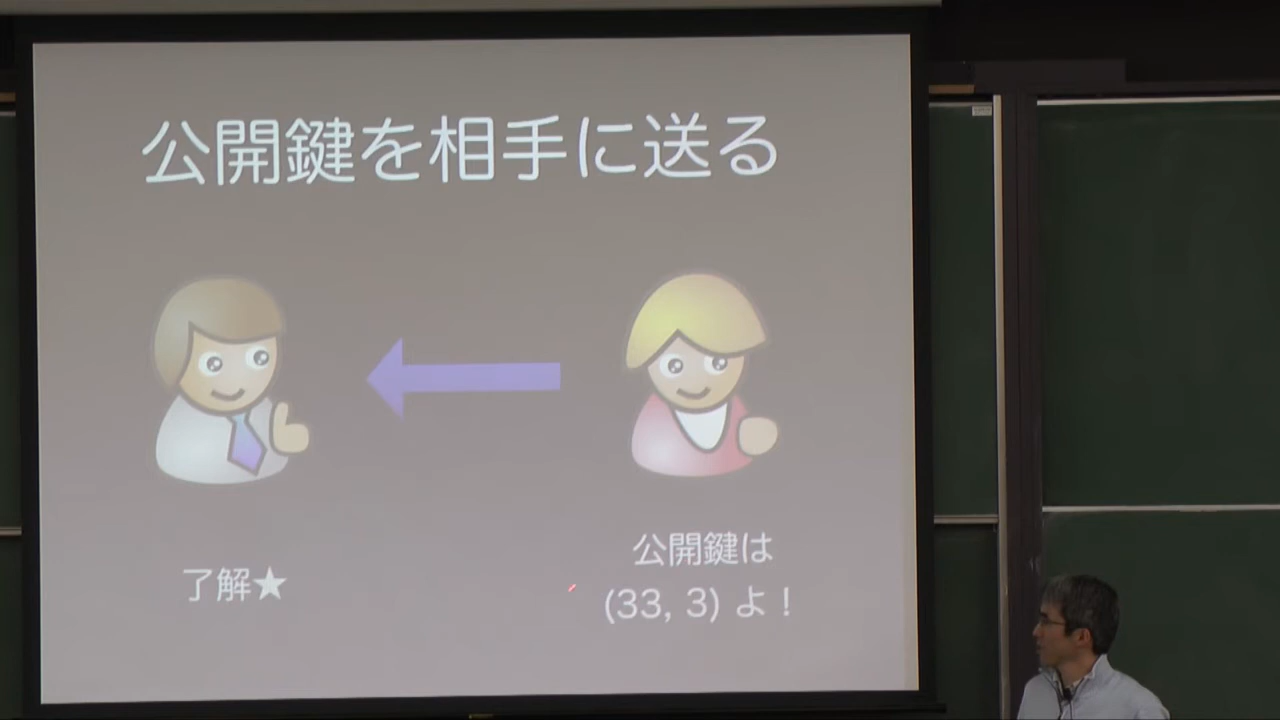 公開鍵を相手に送る
了解★
公開鍵は
(33, 3) よ！